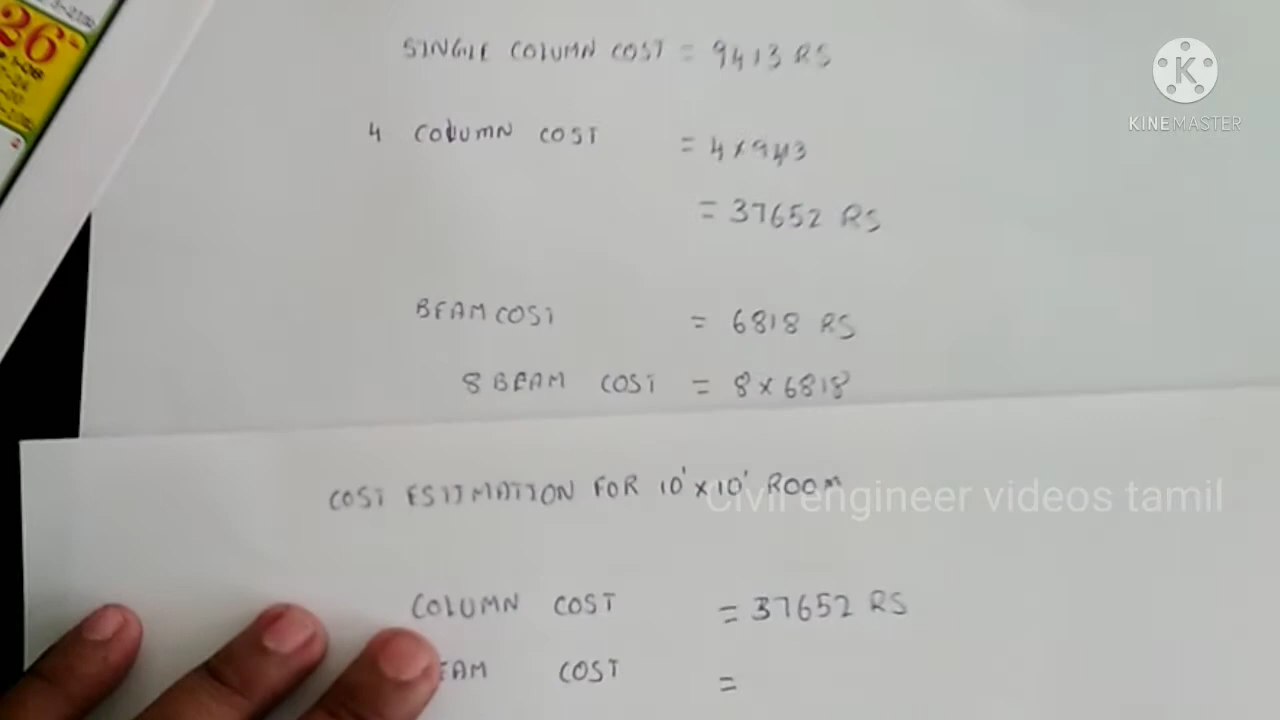 26
SINGLE COLUMN COST = 9413 RS
KINEMASTER
4 COLUMN COST = 4 x 9413
= 37652 RS
BEAM COST = 6818 RS
8 BEAM COST = 8 x 6818
COST ESTIMATION FOR 10' x 10' ROOM
Civil engineer videos tamil
COLUMN COST = 37652 RS
EAM COST =